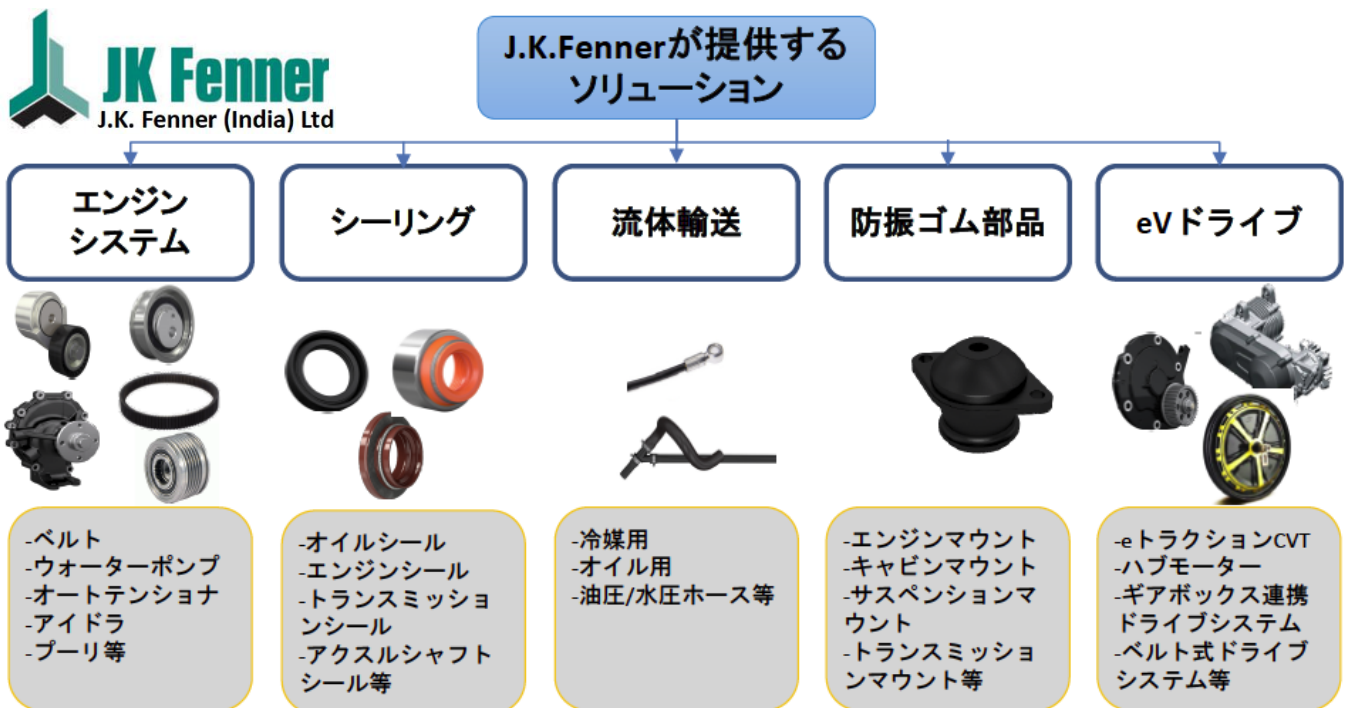 JK Fenner
J.K. Fenner (India) Ltd
J.K.Fennerが提供する
ソリューション
エンジン
システム
シーリング
流体輸送
防振ゴム部品
eVドライブ
-ベルト
-ウォーターポンプ
-オートテンショナ
-アイドラ
-プーリ等
-オイルシール
-エンジンシール
-トランスミッショ
ンシール
-アクスルシャフト
シール等
-冷媒用
-オイル用
-油圧/水圧ホース等
-エンジンマウント
-キャビンマウント
-サスペンションマ
ウント
-トランスミッショ
ンマウント等
-eトラクションCVT
-ハブモーター
-ギアボックス連携
ドライブシステム
-ベルト式ドライブ
システム等